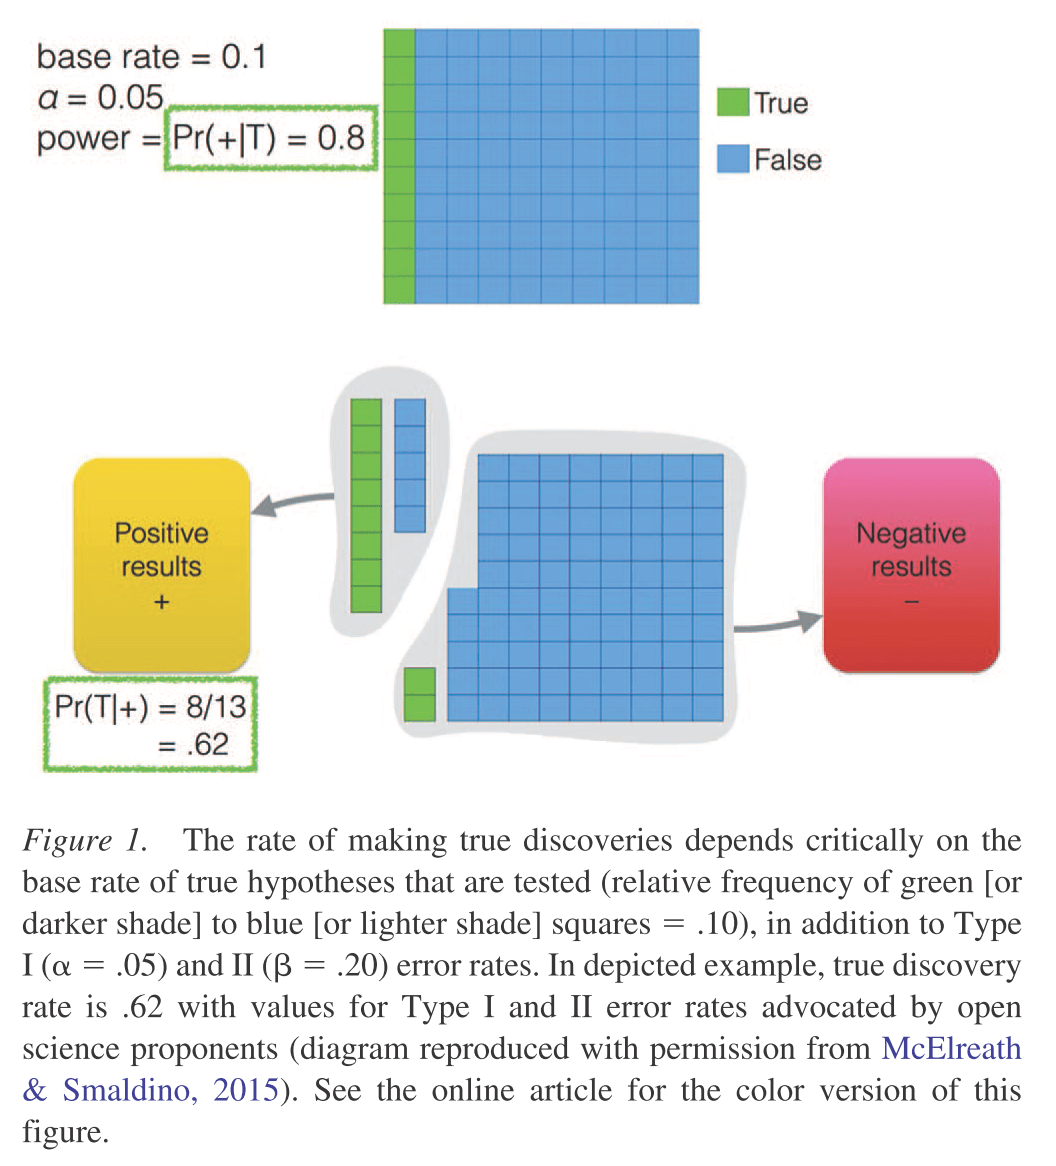 base rate = 0.1
α = 0.05
power = Pr(+|T) = 0.8
True
False
Positive
results
+
Negative
results
−
Pr(T|+) = 8/13
= .62
Figure 1. The rate of making true discoveries depends critically on the
base rate of true hypotheses that are tested (relative frequency of green [or
darker shade] to blue [or lighter shade] squares = .10), in addition to Type
I (α = .05) and II (β = .20) error rates. In depicted example, true discovery
rate is .62 with values for Type I and II error rates advocated by open
science proponents (diagram reproduced with permission from McElreath
& Smaldino, 2015). See the online article for the color version of this
figure.